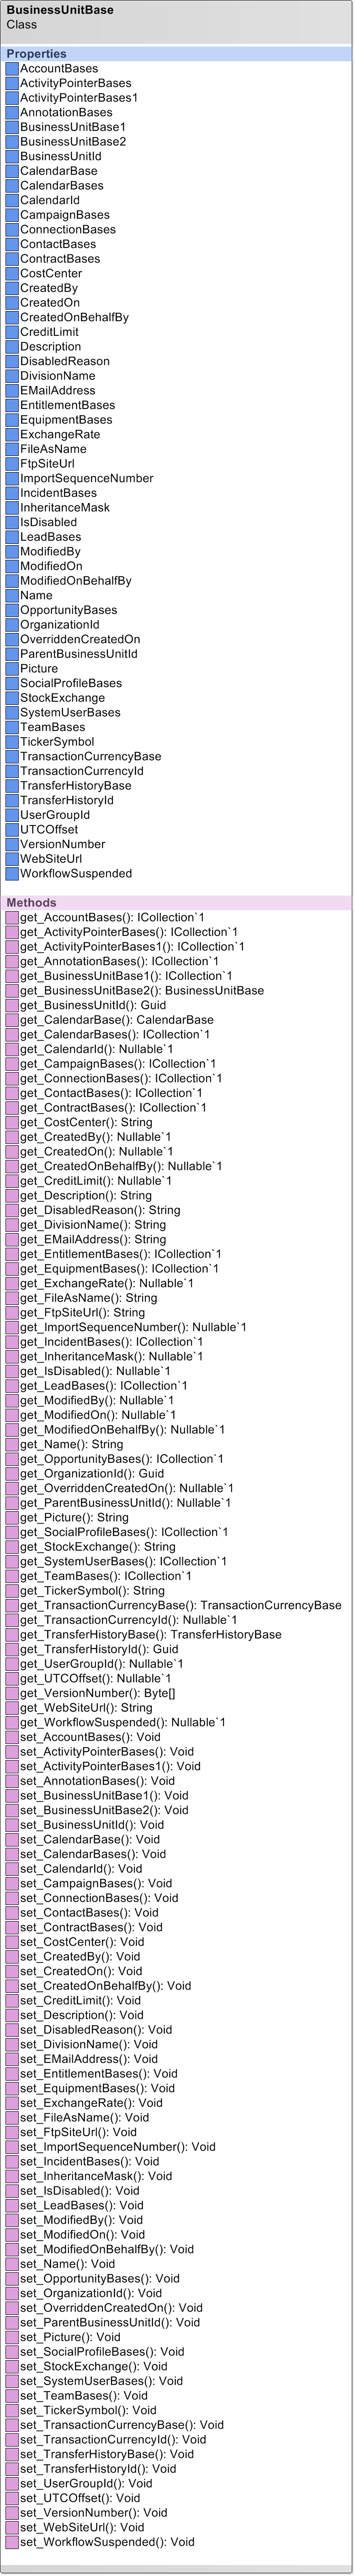 BusinessUnitBase
Class
Properties
AccountBases
ActivityPointerBases
ActivityPointerBases1
AnnotationBases
BusinessUnitBase1
BusinessUnitBase2
BusinessUnitId
CalendarBase
CalendarBases
CalendarId
CampaignBases
ConnectionBases
ContactBases
ContractBases
CostCenter
CreatedBy
CreatedOn
CreatedOnBehalfBy
CreditLimit
Description
DisabledReason
DivisionName
EMailAddress
EntitlementBases
EquipmentBases
ExchangeRate
FileAsName
FtpSiteUrl
ImportSequenceNumber
IncidentBases
InheritanceMask
IsDisabled
LeadBases
ModifiedBy
ModifiedOn
ModifiedOnBehalfBy
Name
OpportunityBases
OrganizationId
OverriddenCreatedOn
ParentBusinessUnitId
Picture
SocialProfileBases
StockExchange
SystemUserBases
TeamBases
TickerSymbol
TransactionCurrencyBase
TransactionCurrencyId
TransferHistoryBase
TransferHistoryId
UserGroupId
UTCOffset
VersionNumber
WebSiteUrl
WorkflowSuspended
Methods
get_AccountBases(): ICollection`1
get_ActivityPointerBases(): ICollection`1
get_ActivityPointerBases1(): ICollection`1
get_AnnotationBases(): ICollection`1
get_BusinessUnitBase1(): ICollection`1
get_BusinessUnitBase2(): BusinessUnitBase
get_BusinessUnitId(): Guid
get_CalendarBase(): CalendarBase
get_CalendarBases(): ICollection`1
get_CalendarId(): Nullable`1
get_CampaignBases(): ICollection`1
get_ConnectionBases(): ICollection`1
get_ContactBases(): ICollection`1
get_ContractBases(): ICollection`1
get_CostCenter(): String
get_CreatedBy(): Nullable`1
get_CreatedOn(): Nullable`1
get_CreatedOnBehalfBy(): Nullable`1
get_CreditLimit(): Nullable`1
get_Description(): String
get_DisabledReason(): String
get_DivisionName(): String
get_EMailAddress(): String
get_EntitlementBases(): ICollection`1
get_EquipmentBases(): ICollection`1
get_ExchangeRate(): Nullable`1
get_FileAsName(): String
get_FtpSiteUrl(): String
get_ImportSequenceNumber(): Nullable`1
get_IncidentBases(): ICollection`1
get_InheritanceMask(): Nullable`1
get_IsDisabled(): Nullable`1
get_LeadBases(): ICollection`1
get_ModifiedBy(): Nullable`1
get_ModifiedOn(): Nullable`1
get_ModifiedOnBehalfBy(): Nullable`1
get_Name(): String
get_OpportunityBases(): ICollection`1
get_OrganizationId(): Guid
get_OverriddenCreatedOn(): Nullable`1
get_ParentBusinessUnitId(): Nullable`1
get_Picture(): String
get_SocialProfileBases(): ICollection`1
get_StockExchange(): String
get_SystemUserBases(): ICollection`1
get_TeamBases(): ICollection`1
get_TickerSymbol(): String
get_TransactionCurrencyBase(): TransactionCurrencyBase
get_TransactionCurrencyId(): Nullable`1
get_TransferHistoryBase(): TransferHistoryBase
get_TransferHistoryId(): Guid
get_UserGroupId(): Nullable`1
get_UTCOffset(): Nullable`1
get_VersionNumber(): Byte[]
get_WebSiteUrl(): String
get_WorkflowSuspended(): Nullable`1
set_AccountBases(): Void
set_ActivityPointerBases(): Void
set_ActivityPointerBases1(): Void
set_AnnotationBases(): Void
set_BusinessUnitBase1(): Void
set_BusinessUnitBase2(): Void
set_BusinessUnitId(): Void
set_CalendarBase(): Void
set_CalendarBases(): Void
set_CalendarId(): Void
set_CampaignBases(): Void
set_ConnectionBases(): Void
set_ContactBases(): Void
set_ContractBases(): Void
set_CostCenter(): Void
set_CreatedBy(): Void
set_CreatedOn(): Void
set_CreatedOnBehalfBy(): Void
set_CreditLimit(): Void
set_Description(): Void
set_DisabledReason(): Void
set_DivisionName(): Void
set_EMailAddress(): Void
set_EntitlementBases(): Void
set_EquipmentBases(): Void
set_ExchangeRate(): Void
set_FileAsName(): Void
set_FtpSiteUrl(): Void
set_ImportSequenceNumber(): Void
set_IncidentBases(): Void
set_InheritanceMask(): Void
set_IsDisabled(): Void
set_LeadBases(): Void
set_ModifiedBy(): Void
set_ModifiedOn(): Void
set_ModifiedOnBehalfBy(): Void
set_Name(): Void
set_OpportunityBases(): Void
set_OrganizationId(): Void
set_OverriddenCreatedOn(): Void
set_ParentBusinessUnitId(): Void
set_Picture(): Void
set_SocialProfileBases(): Void
set_StockExchange(): Void
set_SystemUserBases(): Void
set_TeamBases(): Void
set_TickerSymbol(): Void
set_TransactionCurrencyBase(): Void
set_TransactionCurrencyId(): Void
set_TransferHistoryBase(): Void
set_TransferHistoryId(): Void
set_UserGroupId(): Void
set_UTCOffset(): Void
set_VersionNumber(): Void
set_WebSiteUrl(): Void
set_WorkflowSuspended(): Void